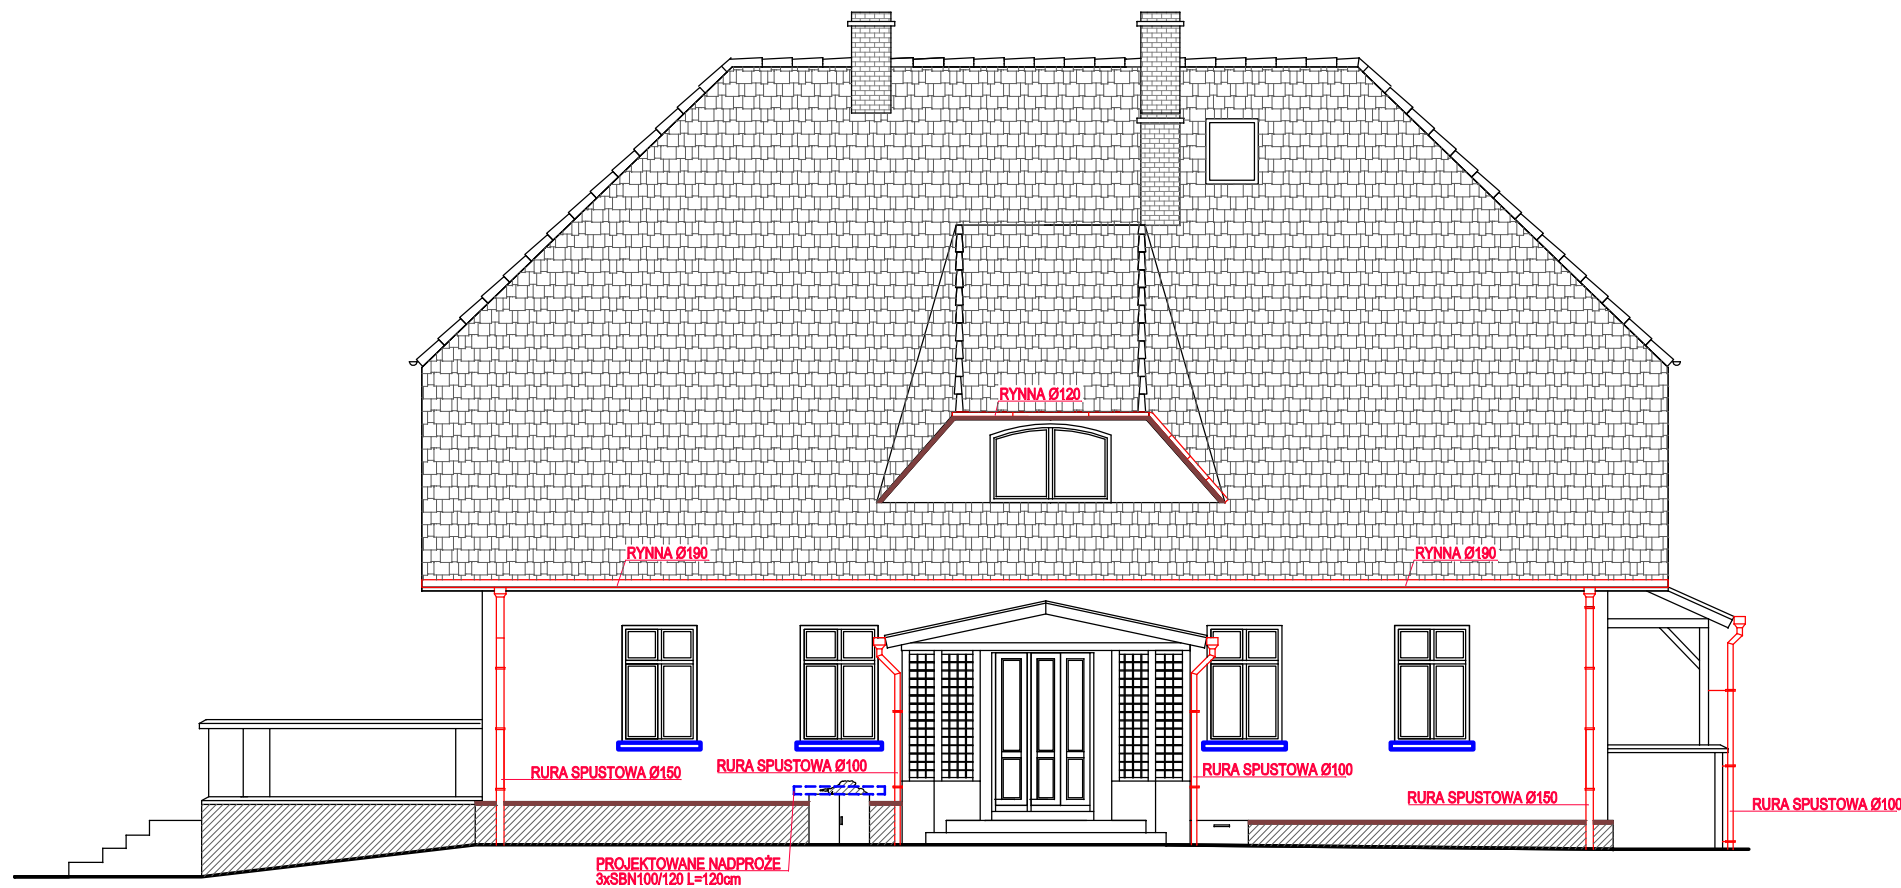 RYNNA Ø120
RYNNA Ø190
RYNNA Ø190
RURA SPUSTOWA Ø150
RURA SPUSTOWA Ø100
RURA SPUSTOWA Ø100
RURA SPUSTOWA Ø150
RURA SPUSTOWA Ø100
PROJEKTOWANE NADPROŻE
3xSBN100/120 L=120cm